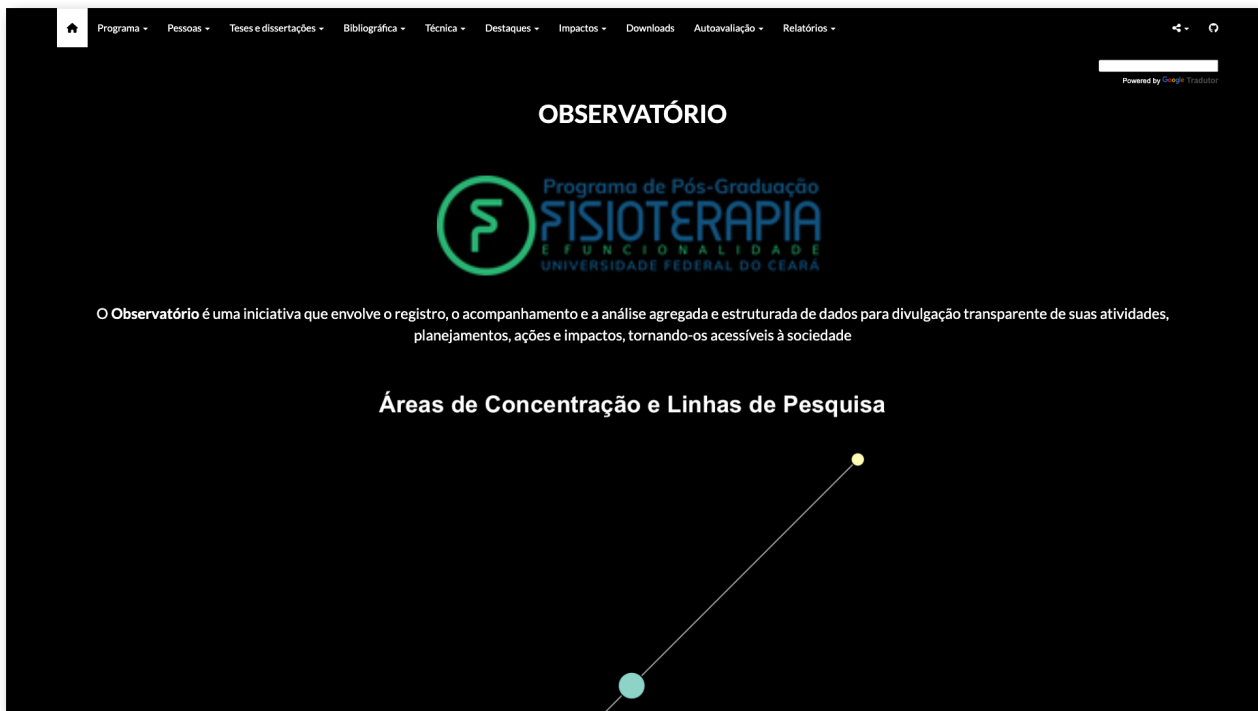 Programa Pessoas Teses e dissertações Bibliográfica Técnica Destaques Impactos Downloads Autoavaliação Relatórios
Powered by Google Tradutor
OBSERVATÓRIO
Programa de Pós-Graduação
FISIOTERAPIA
E FUNCIONALIDADE
UNIVERSIDADE FEDERAL DO CEARÁ
O Observatório é uma iniciativa que envolve o registro, o acompanhamento e a análise agregada e estruturada de dados para divulgação transparente de suas atividades,
planejamentos, ações e impactos, tornando-os acessíveis à sociedade
Áreas de Concentração e Linhas de Pesquisa